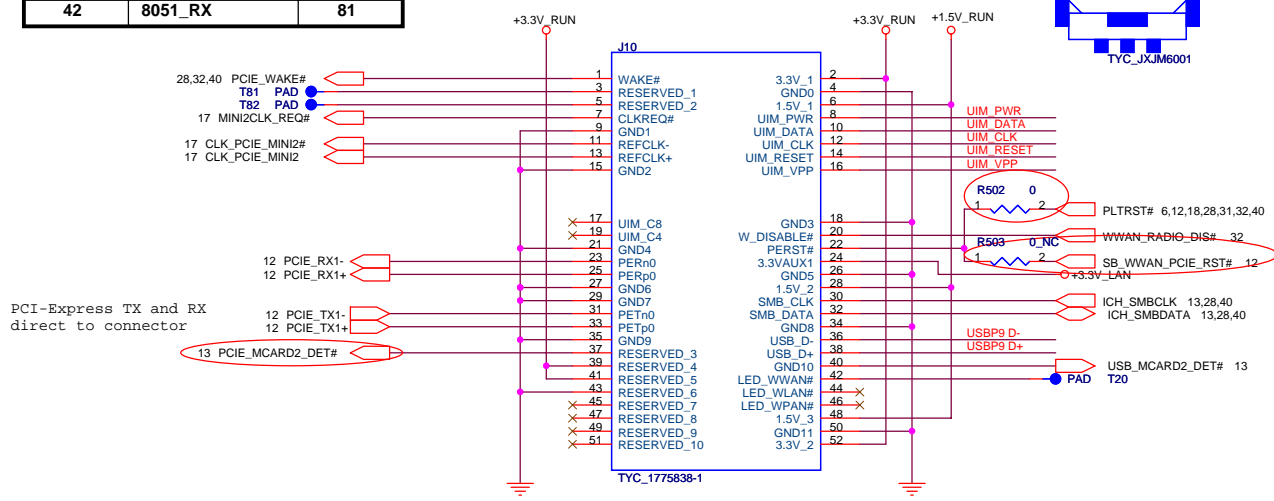 42 8051_RX 81
+3.3V_RUN
+3.3V_RUN +1.5V_RUN
TYC_JXJM6001
J10
28,32,40 PCIE_WAKE# 1 WAKE# 3.3V_1 2
T81 PAD 3 RESERVED_1 GND0 4
T82 PAD 5 RESERVED_2 1.5V_1 6
17 MINI2CLK_REQ# 7 CLKREQ# UIM_PWR 8 UIM_PWR
9 GND1 UIM_DATA 10 UIM_DATA
17 CLK_PCIE_MINI2# 11 REFCLK- UIM_CLK 12 UIM_CLK
17 CLK_PCIE_MINI2 13 REFCLK+ UIM_RESET 14 UIM_RESET
15 GND2 UIM_VPP 16 UIM_VPP
R502 0
1 2 PLTRST# 6,12,18,28,31,32,40
17 UIM_C8 GND3 18
19 UIM_C4 W_DISABLE# 20 WWAN_RADIO_DIS# 32
21 GND4 PERST# 22 R503 0_NC
12 PCIE_RX1- 23 PERn0 3.3VAUX1 24 1 2 SB_WWAN_PCIE_RST# 12
12 PCIE_RX1+ 25 PERp0 GND5 26 +3.3V_LAN
27 GND6 1.5V_2 28
29 GND7 SMB_CLK 30 ICH_SMBCLK 13,28,40
PCI-Express TX and RX
direct to connector
12 PCIE_TX1- 31 PETn0 SMB_DATA 32 ICH_SMBDATA 13,28,40
12 PCIE_TX1+ 33 PETp0 GND8 34
35 GND9 USB_D- 36 USBP9 D-
13 PCIE_MCARD2_DET# 37 RESERVED_3 USB_D+ 38 USBP9 D+
39 RESERVED_4 GND10 40 USB_MCARD2_DET# 13
41 RESERVED_5 LED_WWAN# 42 PAD T20
43 RESERVED_6 LED_WLAN# 44
45 RESERVED_7 LED_WPAN# 46
47 RESERVED_8 1.5V_3 48
49 RESERVED_9 GND11 50
51 RESERVED_10 3.3V_2 52
TYC_1775838-1